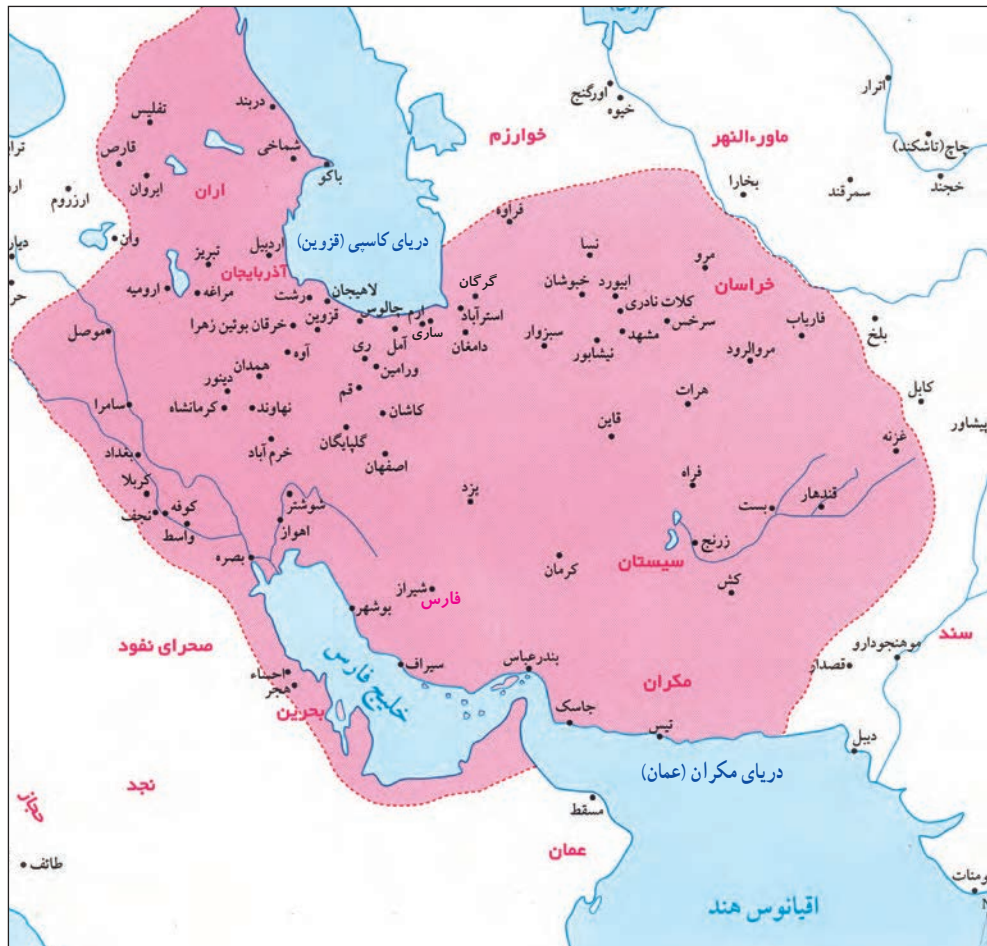 اترار
اورگنج
خیوه
دربند
تفلیس
خوارزم
ماورءالنهر
چاچ(تاشکند)
شماخی
قارص
باکو
ایروان
خجند
سمرقند
بخارا
ارزروم
اران
فراوه
وان
دریای کاسپی (قزوین)
اردبیل
تبریز
نسا
مرو
آذربایجان
ارومیه
مراغه
رشت
لاهیجان
گرگان
خبوشان
ابیورد
کلات نادری
خراسان
چالوس
ارم
استرآباد
سرخس
فاریاب
بلخ
موصل
خرقان بوئین زهرا
قزوین
آمل
ساری
دامغان
سبزوار
نیشابور
مشهد
مروالرود
آوه
ری
ورامین
همدان
دینور
قم
سامرا
کرمانشاه
نهاوند
کاشان
هرات
کابل
قاین
پیشاور
گلپایگان
خرم آباد
اصفهان
بغداد
غزنه
کربلا
فراه
یزد
شوشتر
نجف
کوفه
واسط
اهواز
بست
قندهار
بصره
زرنج
کرمان
سیستان
کش
شیراز
فارس
بوشهر
سند
صحرای نفود
موهنجودارو
قصدار
احساء
هجر
سیراف
بندرعباس
خلیج فارس
مکران
بحرین
جاسک
تیس
دیبل
نجد
دریای مکران (عمان)
حجاز
مسقط
عمان
طائف
اقیانوس هند